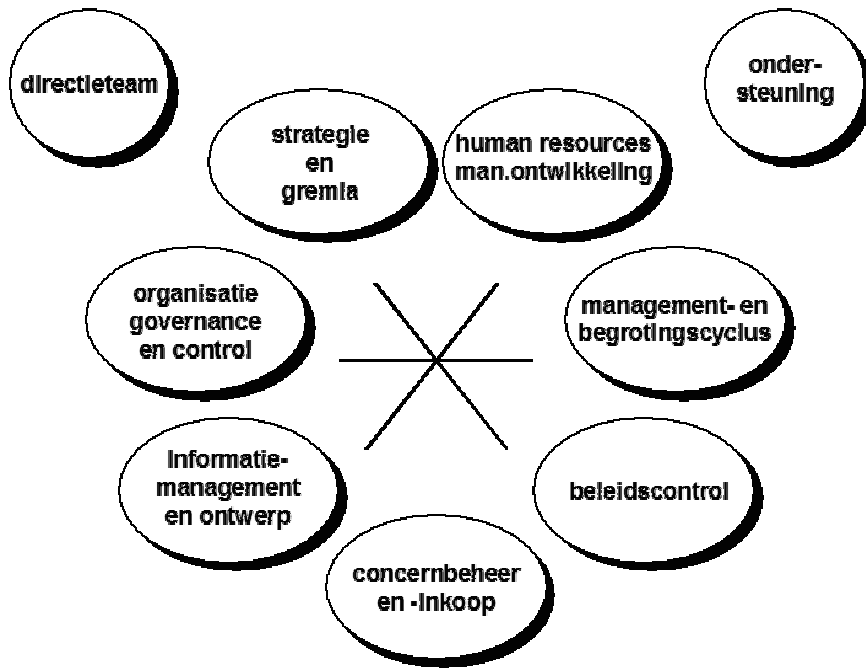 directieteam
onder-
steuning
strategie
en
gremia
human resources
man.ontwikkeling
organisatie
governance
en control
management- en
begrotingscyclus
Informatie-
management
en ontwerp
beleidscontrol
concernbeheer
en -inkoop